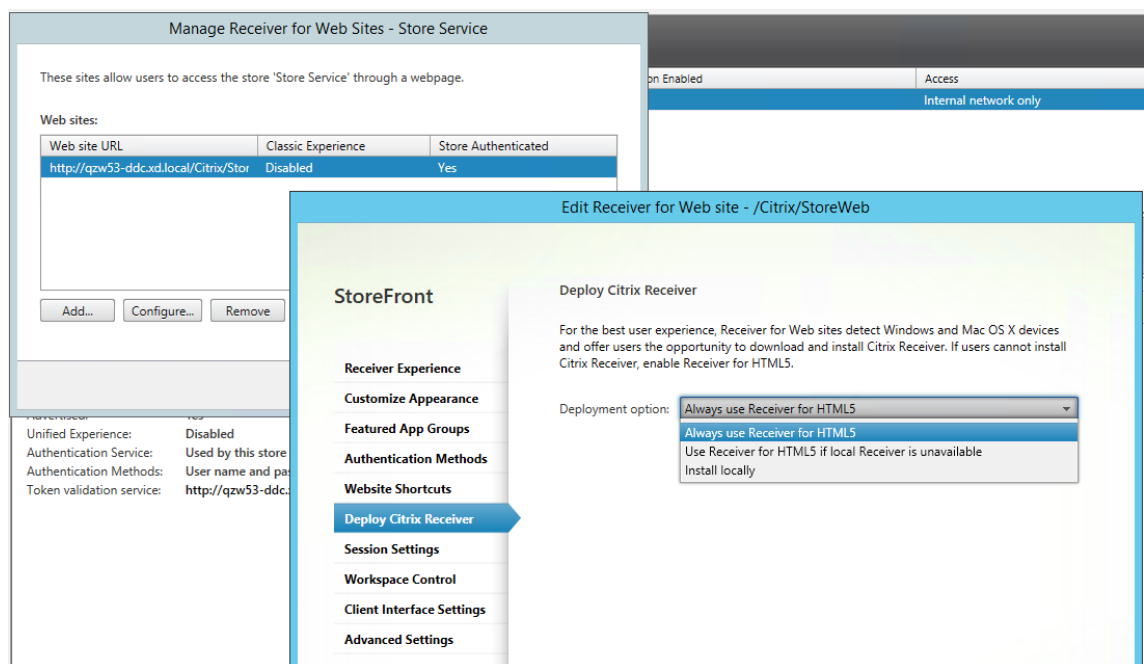 Manage Receiver for Web Sites - Store Service
These sites allow users to access the store 'Store Service' through a webpage.
Web sites:
Web site URL Classic Experience Store Authenticated
http://qzw53-ddc.xd.local/Citrix/Stor Disabled Yes
Add... Configure... Remove
on Enabled Access
Internal network only
Unified Experience: Disabled
Authentication Service: Used by this store
Authentication Methods: User name and pas
Token validation service: http://qzw53-ddc.
Edit Receiver for Web site - /Citrix/StoreWeb
StoreFront
Receiver Experience
Customize Appearance
Featured App Groups
Authentication Methods
Website Shortcuts
Deploy Citrix Receiver
Session Settings
Workspace Control
Client Interface Settings
Advanced Settings
Deploy Citrix Receiver
For the best user experience, Receiver for Web sites detect Windows and Mac OS X devices
and offer users the opportunity to download and install Citrix Receiver. If users cannot install
Citrix Receiver, enable Receiver for HTML5.
Deployment option: Always use Receiver for HTML5
Always use Receiver for HTML5
Use Receiver for HTML5 if local Receiver is unavailable
Install locally